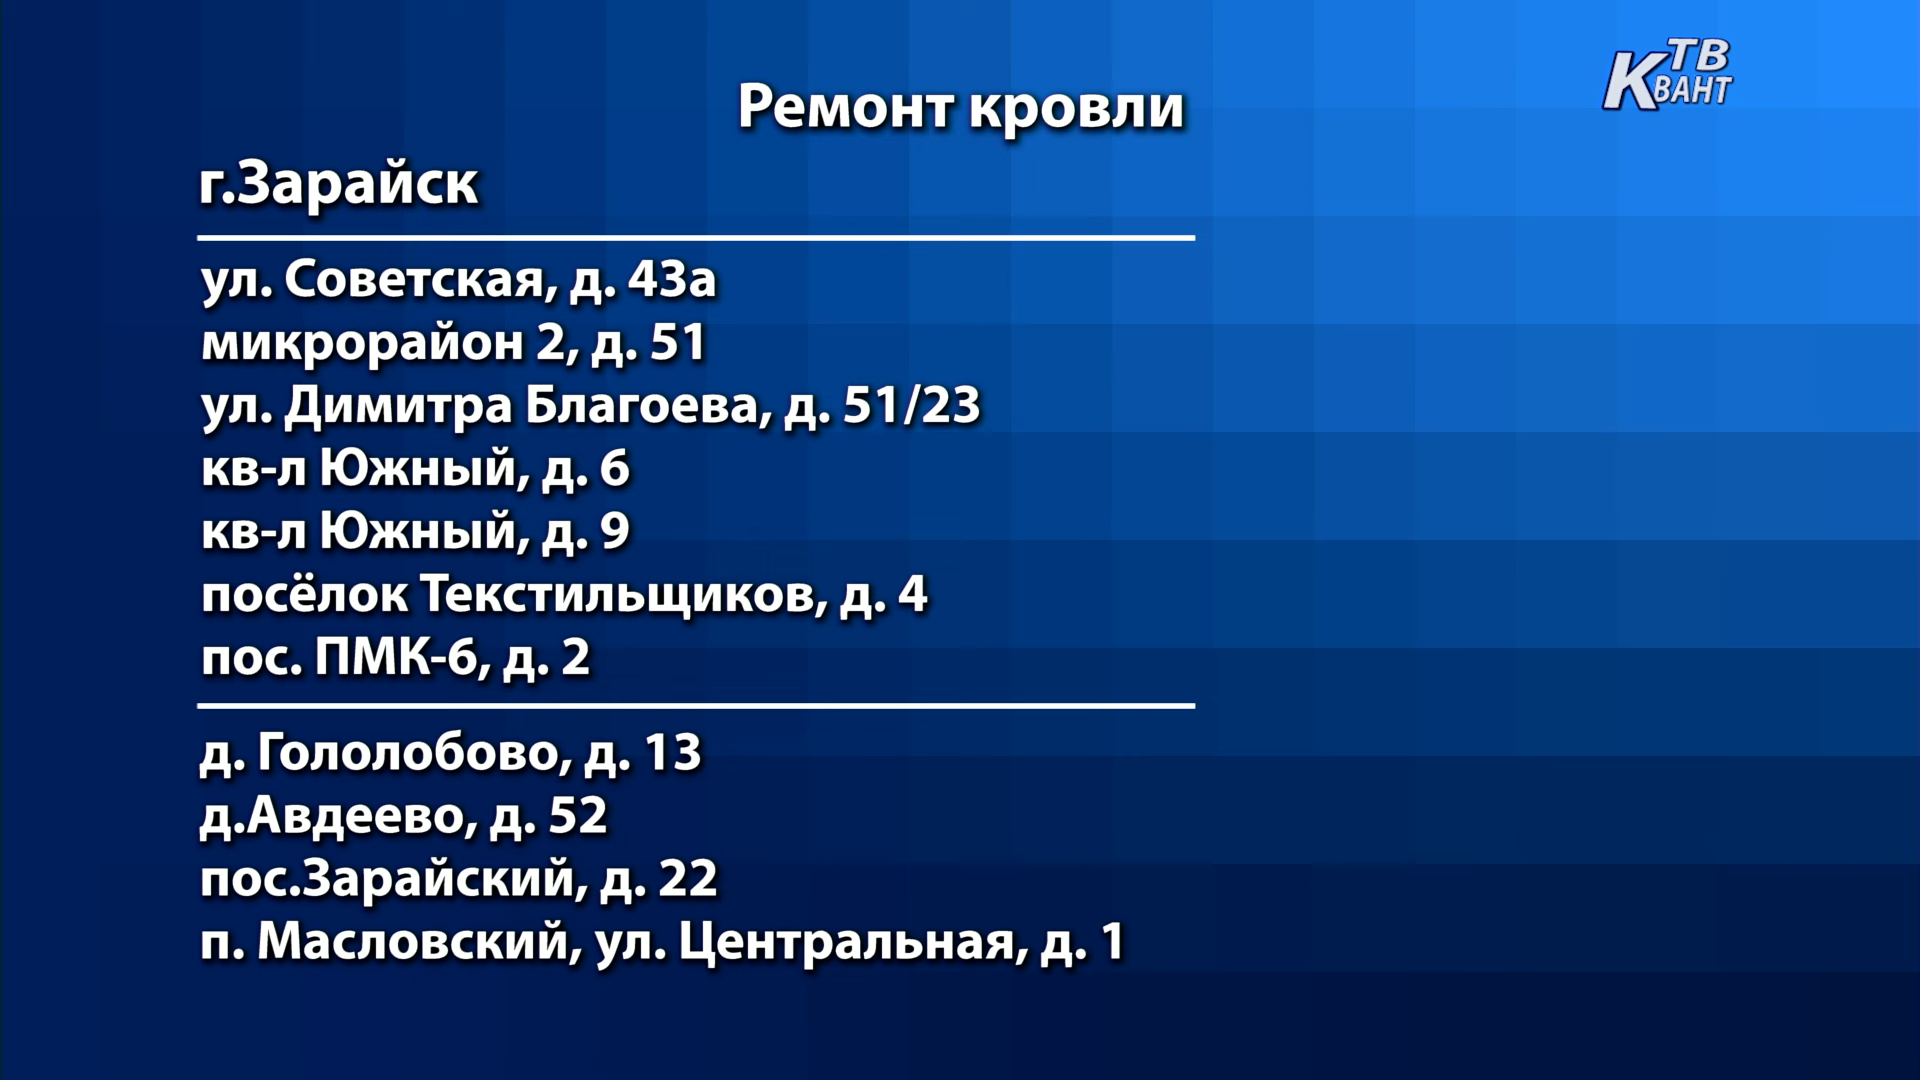 ТВ
КВАНТ
Ремонт кровли
г.Зарайск
ул. Советская, д. 43а
микрорайон 2, д. 51
ул. Димитра Благоева, д. 51/23
кв-л Южный, д. 6
кв-л Южный, д. 9
посёлок Текстильщиков, д. 4
пос. ПМК-6, д. 2
д. Гололобово, д. 13
д.Авдеево, д. 52
пос.Зарайский, д. 22
п. Масловский, ул. Центральная, д. 1